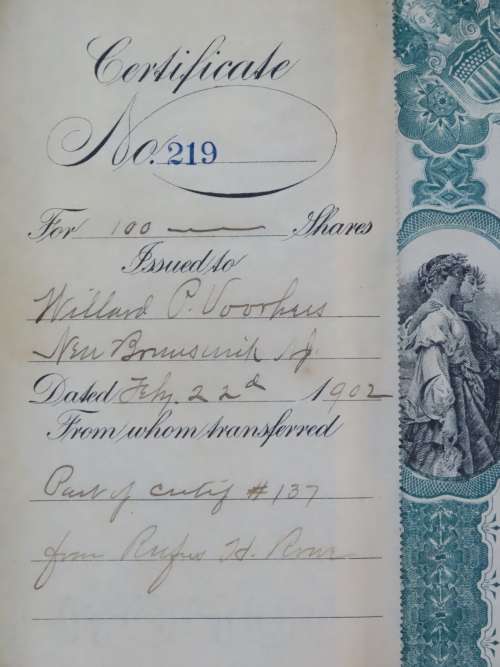 Certificate
No. 219
For 100 Shares
Issued to
Willard P. Voorhees
New Brunswick NJ.
Dated Feby 22d 1902
From whom transferred
Part of certif #137
from Rufus H.